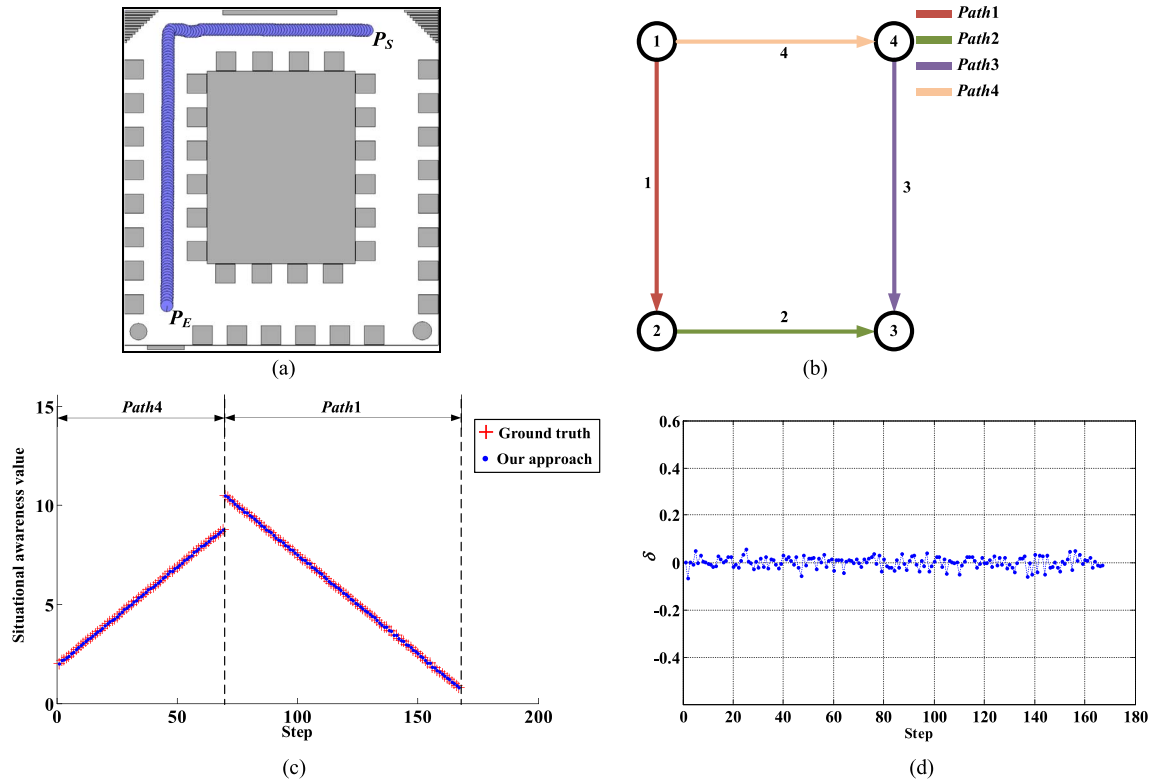 P_S
P_E
(a)
1
4
4
1
3
2
2
3
Path1
Path2
Path3
Path4
(b)
15
10
5
0
Situational awareness value
Path4
Path1
Ground truth
Our approach
0
50
100
150
200
Step
(c)
0.6
0.4
0.2
0
-0.2
-0.4
δ
0
20
40
60
80
100
120
140
160
180
Step
(d)